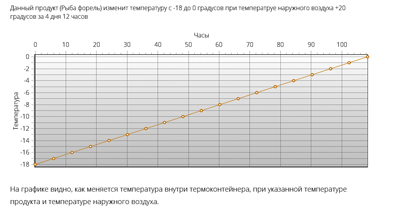 Данный продукт (Рыба форель) изменит температуру с -18 до 0 градусов при температруе наружного воздуха +20
градусов за 4 дня 12 часов
Часы
0 10 20 30 40 50 60 70 80 90 100
0
-2
-4
-6
-8
-10
-12
-14
-16
-18
Температура
На графике видно, как меняется температура внутри термоконтейнера, при указанной температуре
продукта и температуре наружного воздуха.